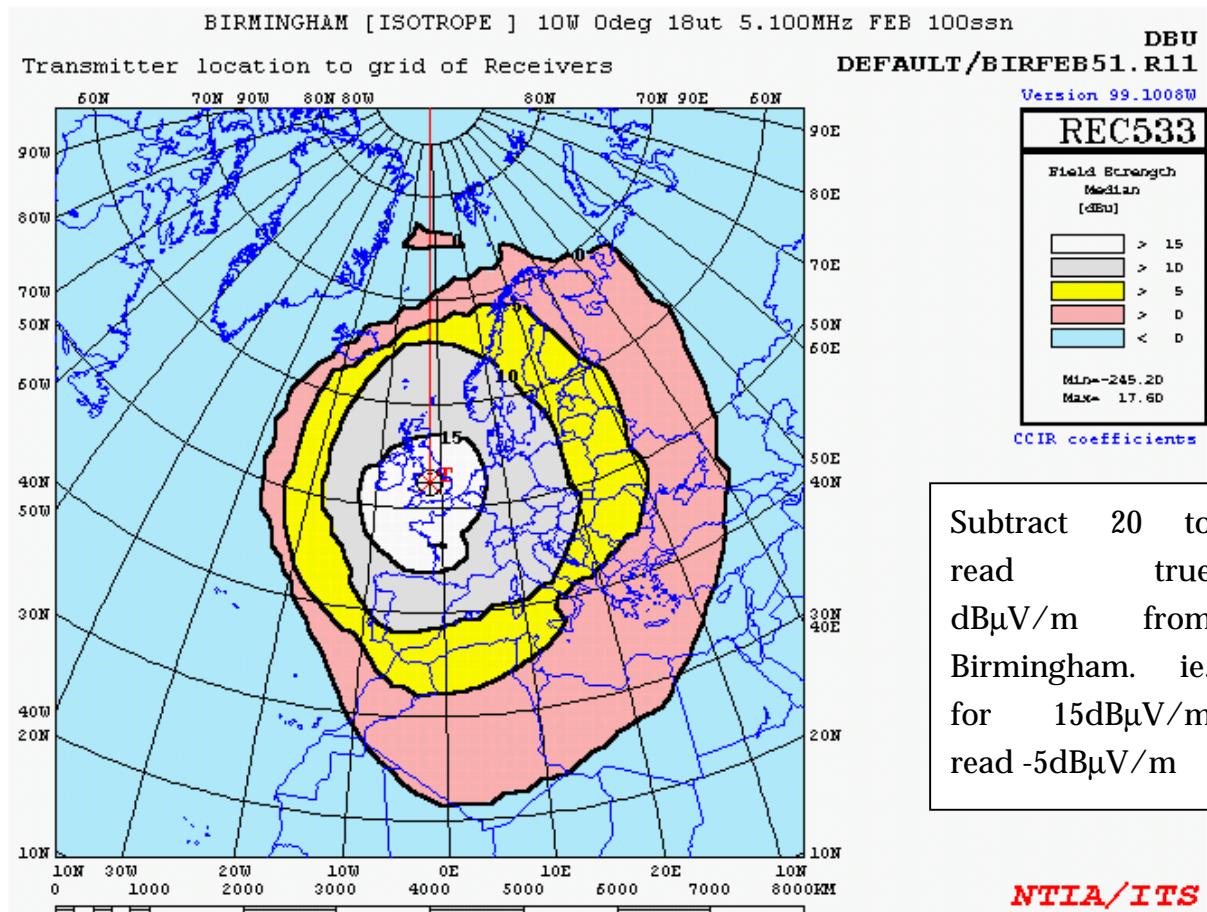 BIRMINGHAM [ISOTROPE ] 10W 0deg 18ut 5.100MHz FEB 100ssn
DBU
Transmitter location to grid of Receivers
DEFAULT/BIRFEB51.R11
Version 99.1008W
60N 70N 90W 80N 80W 80N 70N 90E 60N
90W
80W
70W
50N
60W
40N
50W
30N
40W
20N
10N
90E
80E
70E
50N
60E
50E
40N
30N
40E
20N
10N
0
0
5
10
15
T
REC533
Field Strength
Median
[dBu]
> 15
> 10
> 5
> 0
< 0
Min=-245.20
Max= 17.60
CCIR coefficients
Subtract 20 to
read true
dBμV/m from
Birmingham. ie.
for 15dBμV/m
read -5dBμV/m
10N 30W 20W 10W 0E 10E 20E 10N
0 1000 2000 3000 4000 5000 6000 7000 8000KM
NTIA/ITS